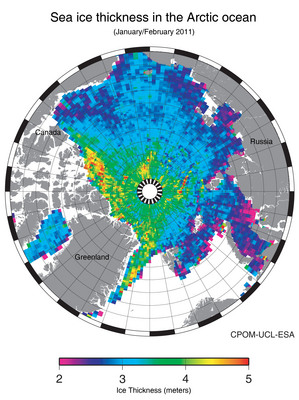 Sea ice thickness in the Arctic ocean
(January/February 2011)
Canada
Russia
Greenland
CPOM-UCL-ESA
2 3 4 5
Ice Thickness (meters)